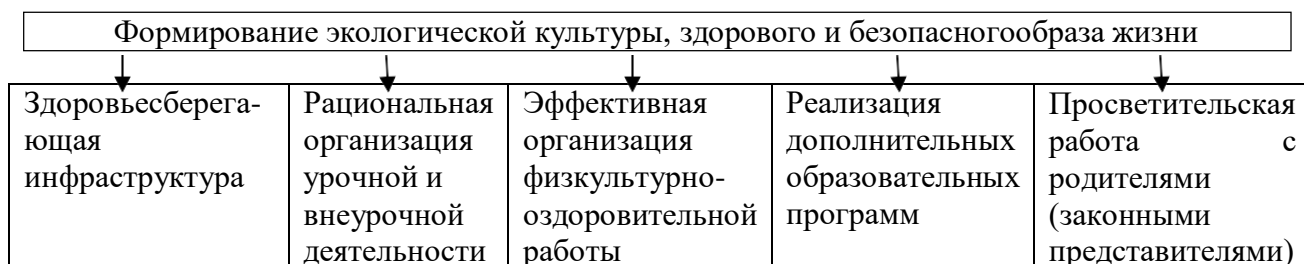 Формирование экологической культуры, здорового и безопасногообраза жизни
Здоровьесберега-
ющая
инфраструктура
Рациональная
организация
урочной и
внеурочной
деятельности
Эффективная
организация
физкультурно-
оздоровительной
работы
Реализация
дополнительных
образовательных
программ
Просветительская
работа с
родителями
(законными
представителями)